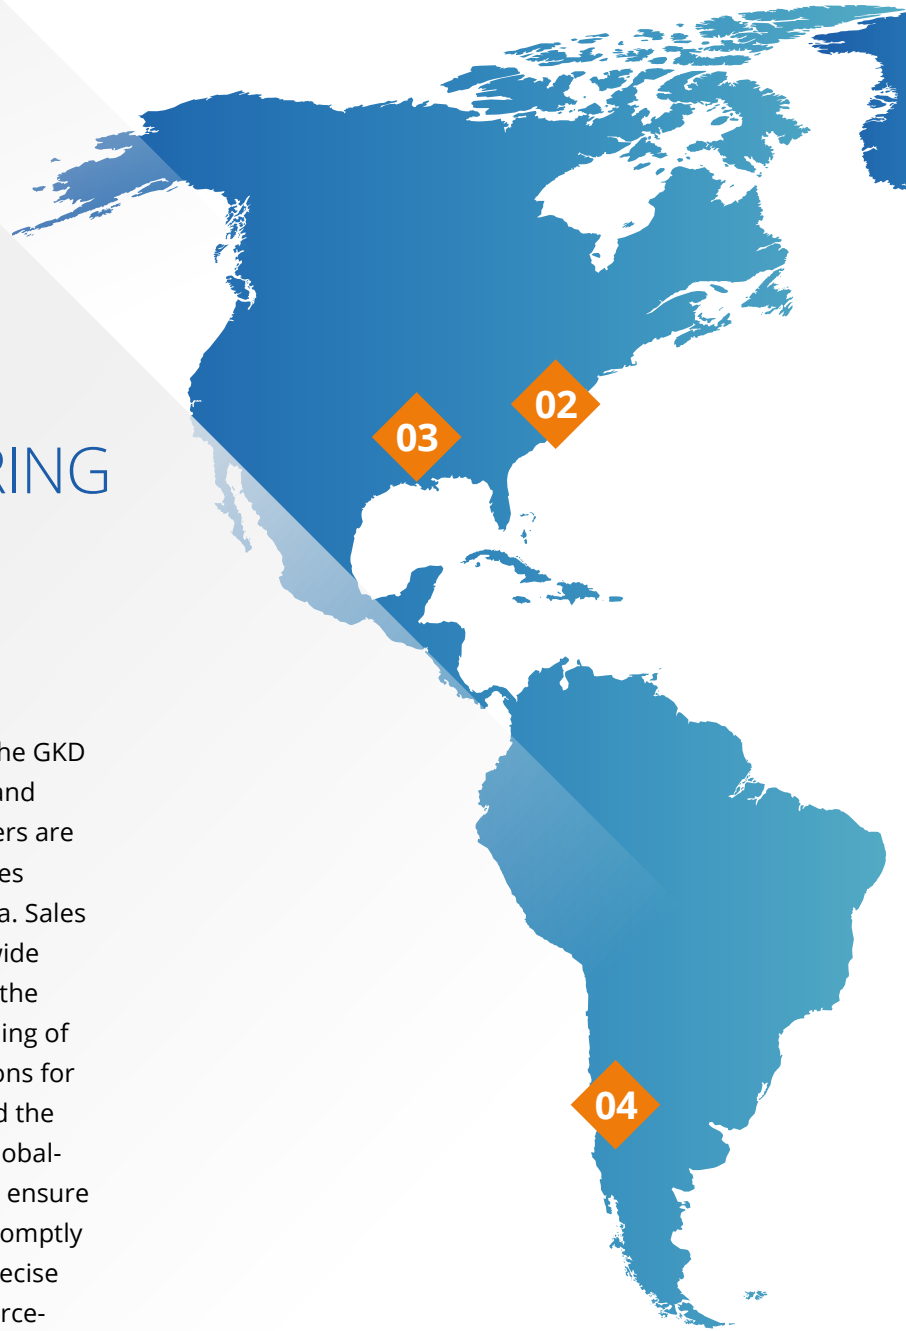 RING
he GKD
and
ers are
es
a. Sales
vide
the
ing of
ons for
d the
obal-
ensure
omptly
ecise
rce-
02
03
04